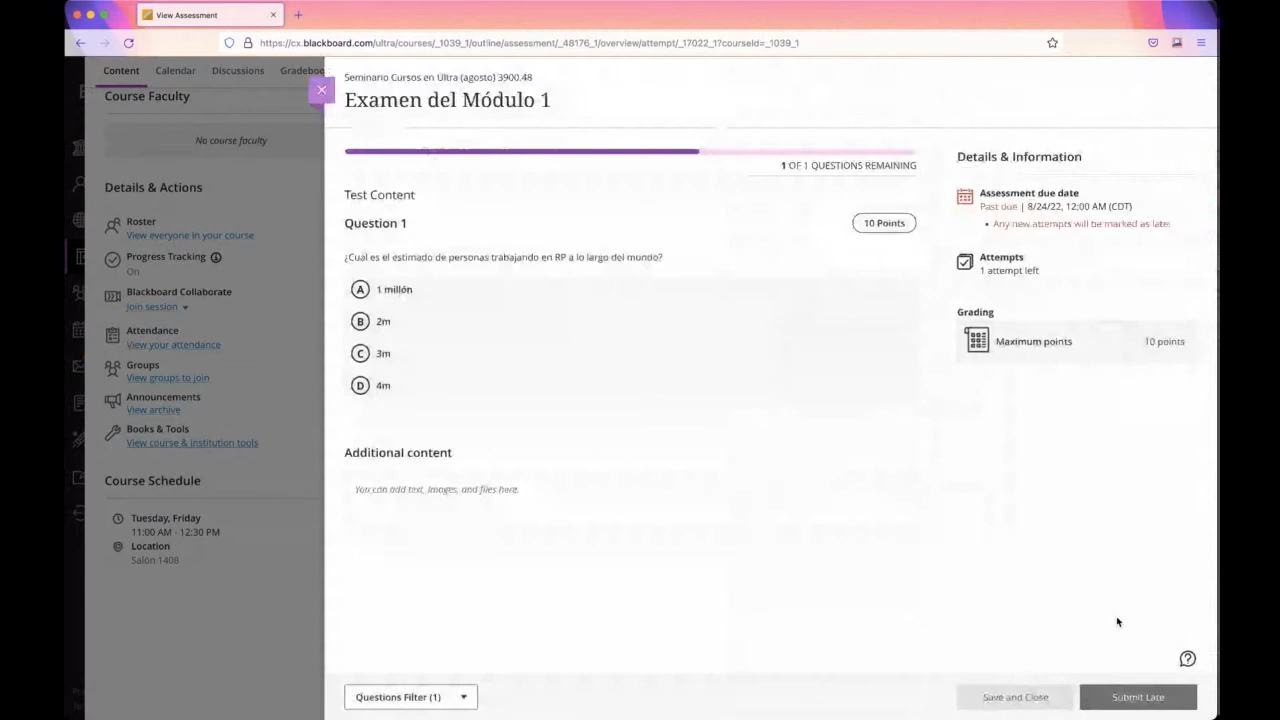 View Assessment
https://cx.blackboard.com/ultra/courses/_1039_1/outline/assessment/_48176_1/overview/attempt/_17022_1?courseId=_1039_1
Content Calendar Discussions
Course Faculty
No course faculty
Details & Actions
Roster
View everyone in your course
Progress Tracking
On
Blackboard Collaborate
Join session
Attendance
View your attendance
Groups
View groups to join
Announcements
View archive
Books & Tools
View course & institution tools
Course Schedule
Tuesday, Friday
11:00 AM - 12:30 PM
Location
Salón 1408
Seminario Cursos en Ultra (agosto) 3900.48
Examen del Módulo 1
1 OF 1 QUESTIONS REMAINING
Test Content
Question 1
10 Points
¿Cuál es el estimado de personas trabajando en RP a lo largo del mundo?
A 1 millón
B 2m
C 3m
D 4m
Additional content
You can add text, images, and files here.
Questions Filter (1)
Details & Information
Assessment due date
Past due | 8/24/22, 12:00 AM (CDT)
• Any new attempts will be marked as late.
Attempts
1 attempt left
Grading
Maximum points 10 points
Save and Close
Submit Late